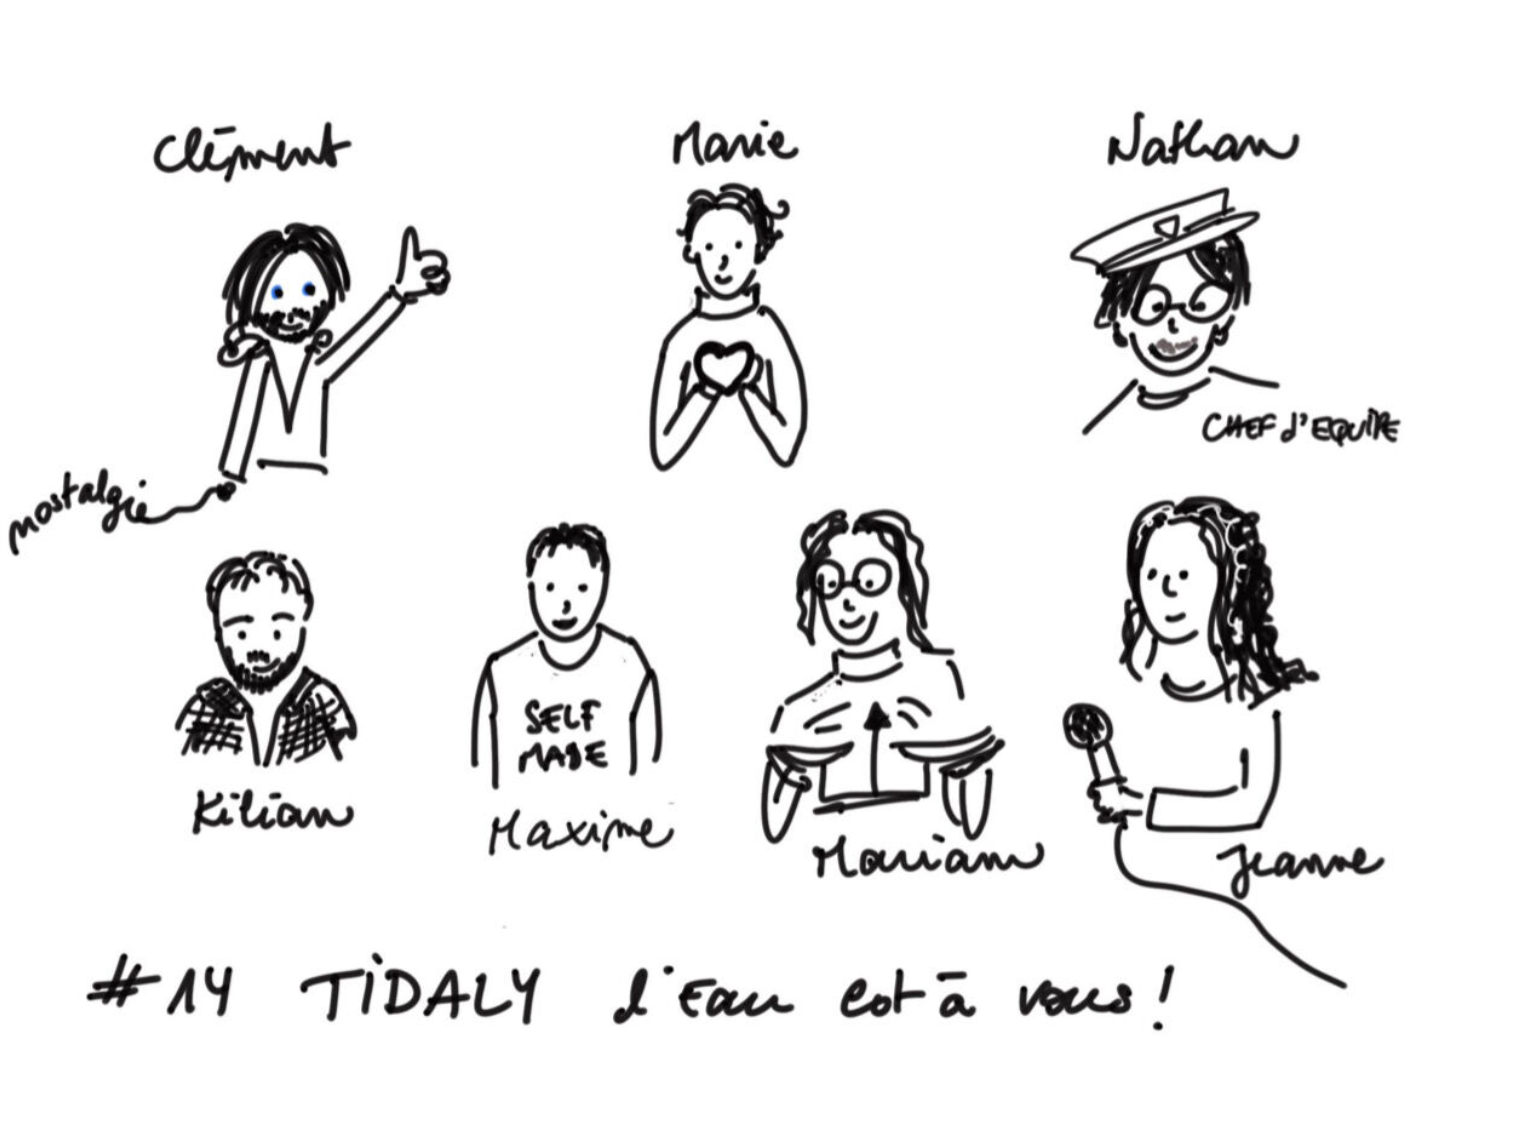 Clément
Marie
Nathan
CHEF d'EQUIPE
nostalgie
SELF
MADE
Kilian
Maxime
Mariam
Jeanne
#14 TIDALY l'Eau est à vous!